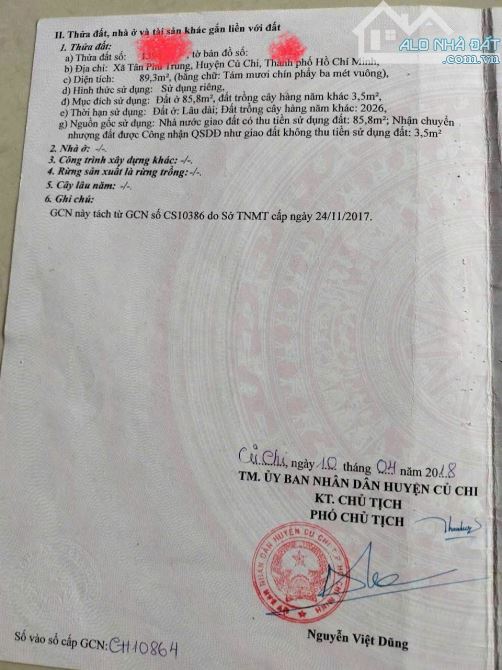 ALO NHÀ ĐẤT
II. Thửa đất, nhà ở và tài sản khác gắn liền với đất
1. Thửa đất:
a) Thửa đất số: , tờ bản đồ số:
b) Địa chỉ: Xã Tân Phú Trung, Huyện Củ Chi, Thành phố Hồ Chí Minh,
c) Diện tích: 89,3m², (bằng chữ: Tám mươi chín phẩy ba mét vuông),
d) Hình thức sử dụng: Sử dụng riêng,
đ) Mục đích sử dụng: Đất ở 85,8m², đất trồng cây hàng năm khác 3,5m²,
e) Thời hạn sử dụng: Đất ở: Lâu dài; Đất trồng cây hàng năm khác: 2026,
g) Nguồn gốc sử dụng: Nhà nước giao đất có thu tiền sử dụng đất: 85,8m²; Nhận chuyển
nhượng đất được Công nhận QSDĐ như giao đất không thu tiền sử dụng đất: 3,5m²
2. Nhà ở: -/-.
3. Công trình xây dựng khác: -/-.
4. Rừng sản xuất là rừng trồng: -/-.
5. Cây lâu năm: -/-.
6. Ghi chú:
GCN này tách từ GCN số CS10386 do Sở TNMT cấp ngày 24/11/2017.
Củ Chi, ngày 10 tháng 04 năm 2018
TM. ỦY BAN NHÂN DÂN HUYỆN CỦ CHI
KT. CHỦ TỊCH
PHÓ CHỦ TỊCH
ỦY BAN NHÂN DÂN HUYỆN CỦ CHI T.P HỒ CHÍ MINH
Nguyễn Việt Dũng
Số vào sổ cấp GCN: CH10864